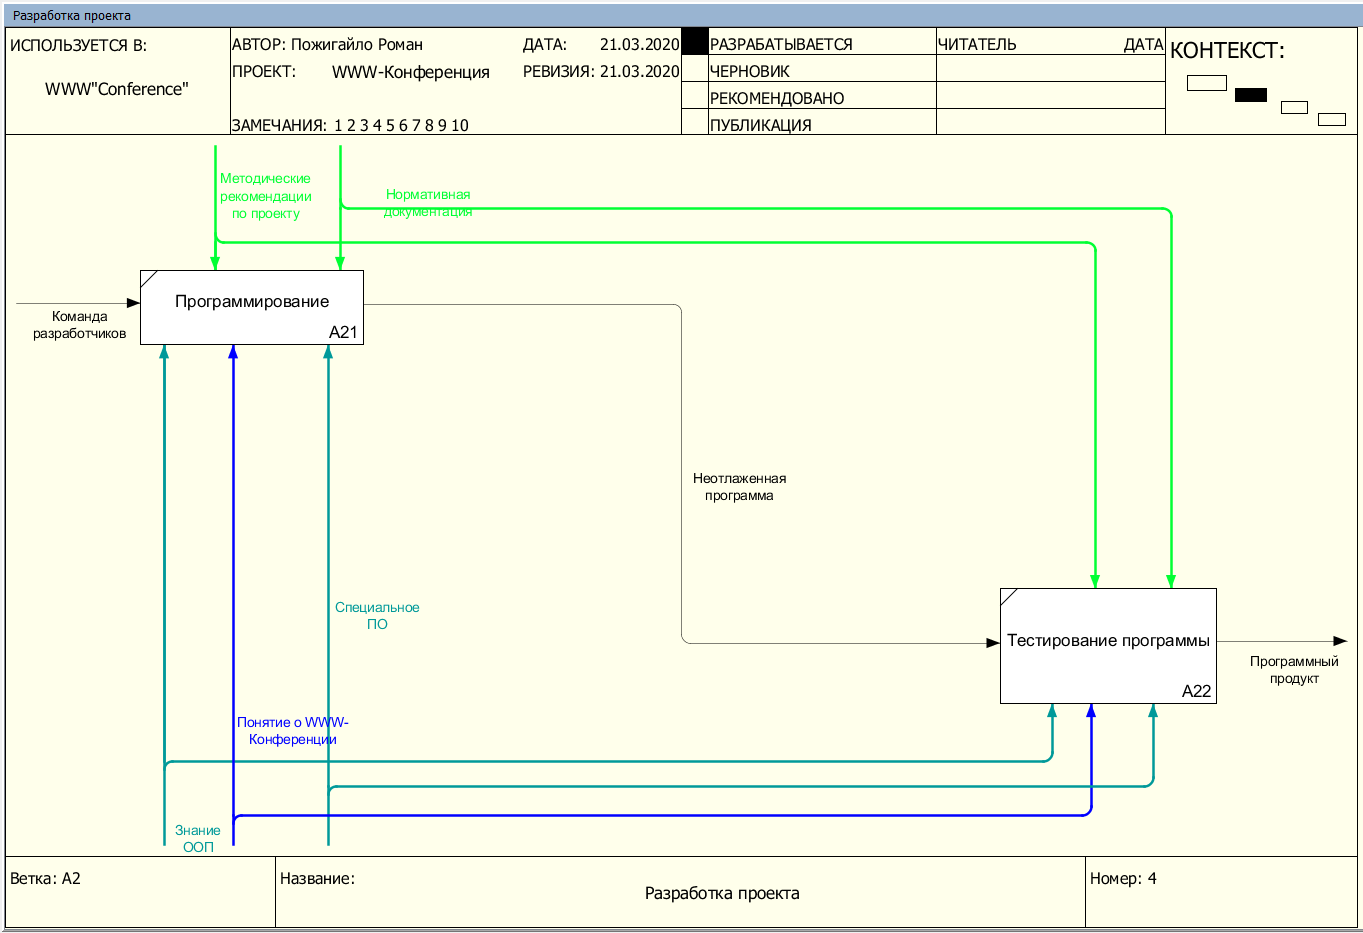 Разработка проекта
ИСПОЛЬЗУЕТСЯ В:
WWW"Conference"
АВТОР: Пожигайло Роман
ДАТА: 21.03.2020
ПРОЕКТ: WWW-Конференция
РЕВИЗИЯ: 21.03.2020
ЗАМЕЧАНИЯ: 1 2 3 4 5 6 7 8 9 10
РАЗРАБАТЫВАЕТСЯ
ЧЕРНОВИК
РЕКОМЕНДОВАНО
ПУБЛИКАЦИЯ
ЧИТАТЕЛЬ
ДАТА
КОНТЕКСТ:
Методические
рекомендации
по проекту
Нормативная
документация
Программирование
A21
Команда
разработчиков
Неотлаженная
программа
Специальное
ПО
Тестирование программы
A22
Программный
продукт
Понятие о WWW-
Конференции
Знание
ООП
Ветка: A2
Название:
Разработка проекта
Номер: 4